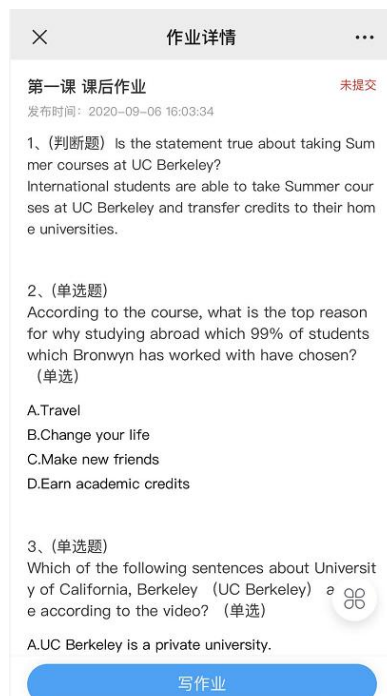 作业详情
第一课 课后作业
未提交
发布时间：2020-09-06 16:03:34
1、(判断题) Is the statement true about taking Sum
mer courses at UC Berkeley?
International students are able to take Summer cour
ses at UC Berkeley and transfer credits to their hom
e universities.
2、(单选题)
According to the course, what is the top reason
for why studying abroad which 99% of students
which Bronwyn has worked with have chosen?
（单选）
A.Travel
B.Change your life
C.Make new friends
D.Earn academic credits
3、(单选题)
Which of the following sentences about Universit
y of California, Berkeley （UC Berkeley）
e according to the video? （单选）
A.UC Berkeley is a private university.
写作业